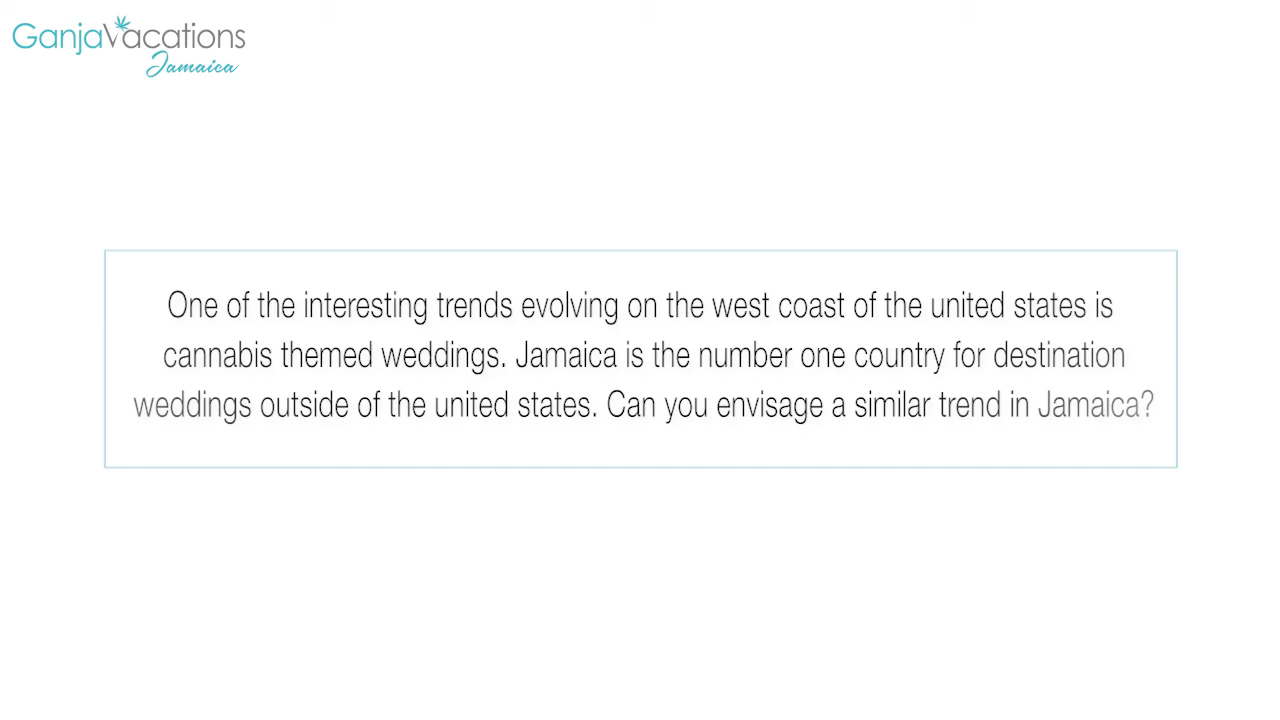 GanjaVacations
Jamaica
One of the interesting trends evolving on the west coast of the united states is
cannabis themed weddings. Jamaica is the number one country for destination
weddings outside of the united states. Can you envisage a similar trend in Jamaica?